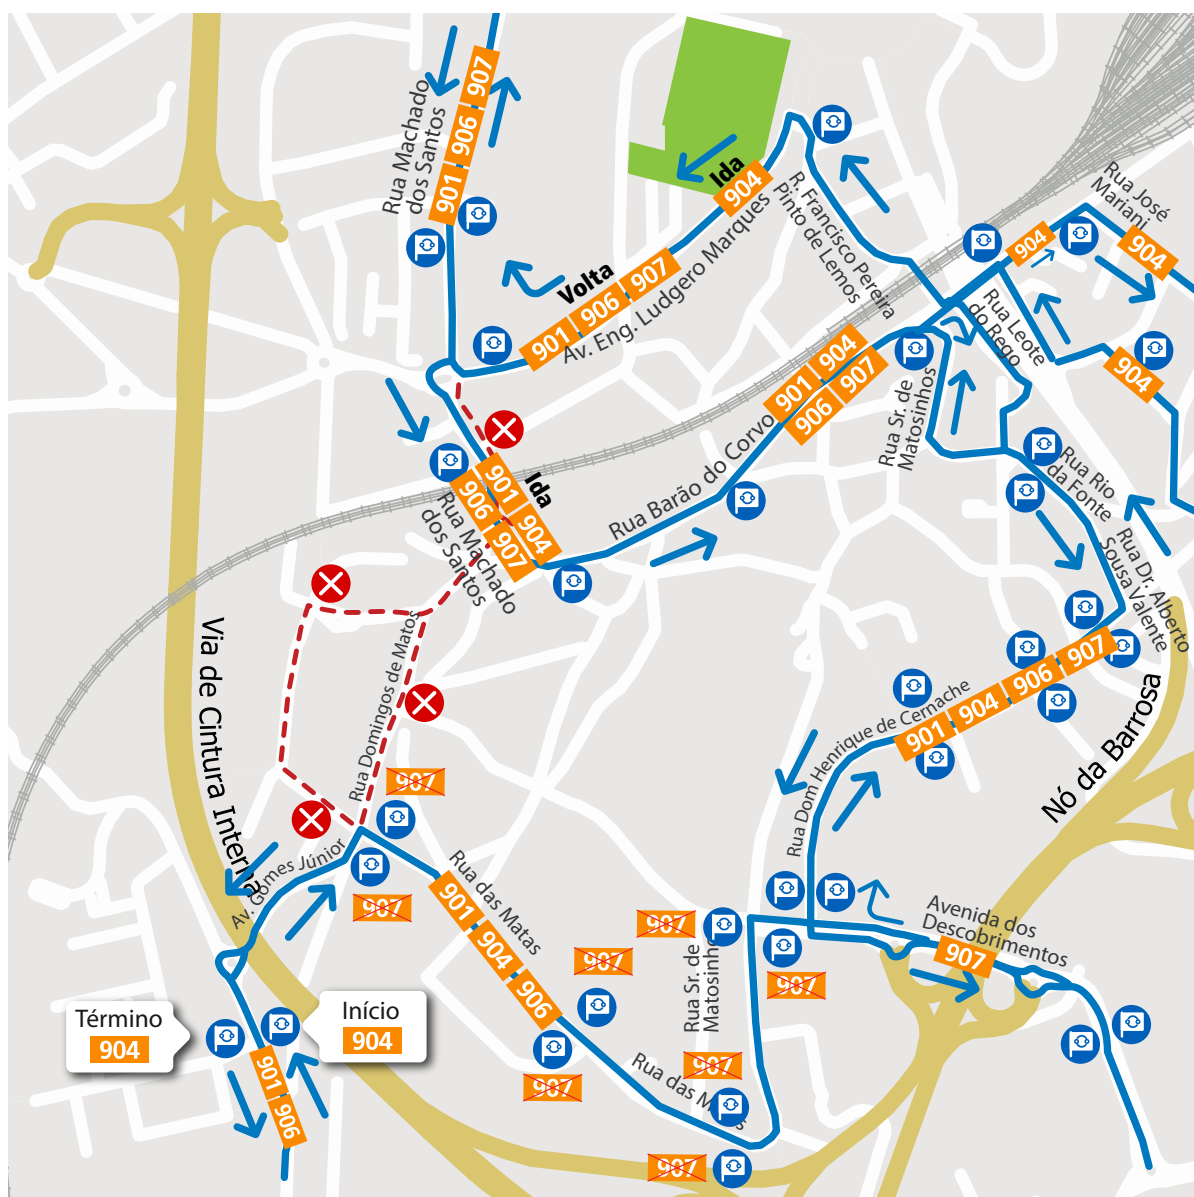 907
906
901
Rua Machado
dos Santos
Ida
904
Volta
907
906
901
Av. Eng. Ludgero Marques
R. Francisco Pereira
Pinto de Lemos
Rua José
Mariani
904
904
904
Rua Leote
do Rego
901
904
906
907
Rua Sr. de
Matosinhos
Rua Barão do Corvo
Ida
901
904
906
907
Rua Machado
dos Santos
Rua Rio
da Fonte
Rua Dr. Alberto
Sousa Valente
Via de Cintura Interna
Rua Domingos de Matos
901
904
906
907
Rua Dom Henrique de Cernache
Nó da Barrosa
907
Av. Gomes Júnior
907
Rua das Matas
901
904
906
907
907
907
907
907
907
Rua Sr. de
Matosinhos
Rua das Matas
Avenida dos
Descobrimentos
907
Término
904
Início
904
901
906